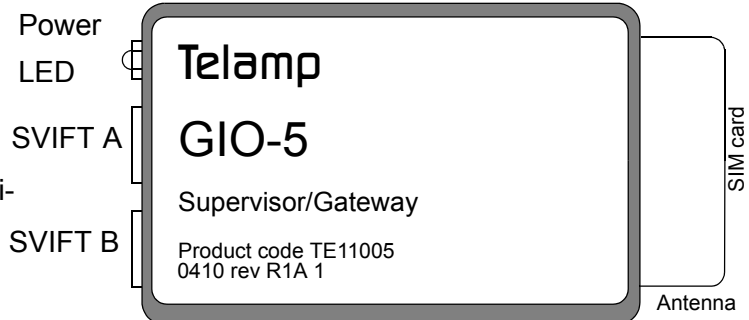 Power
LED
SVIFT A
i-
SVIFT B
Telamp
GIO-5
Supervisor/Gateway
Product code TE11005
0410 rev R1A 1
SIM card
Antenna